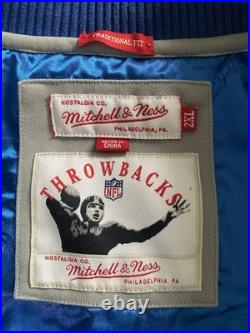 TRADITIONAL FIT
NOSTALGIA CO.
Mitchell & Ness
PHILADELPHIA, PA.
2XL
MADE IN
CHINA
THROWBACKS
NFL
NOSTALGIA CO.
Mitchell & Ness
PHILADELPHIA, PA